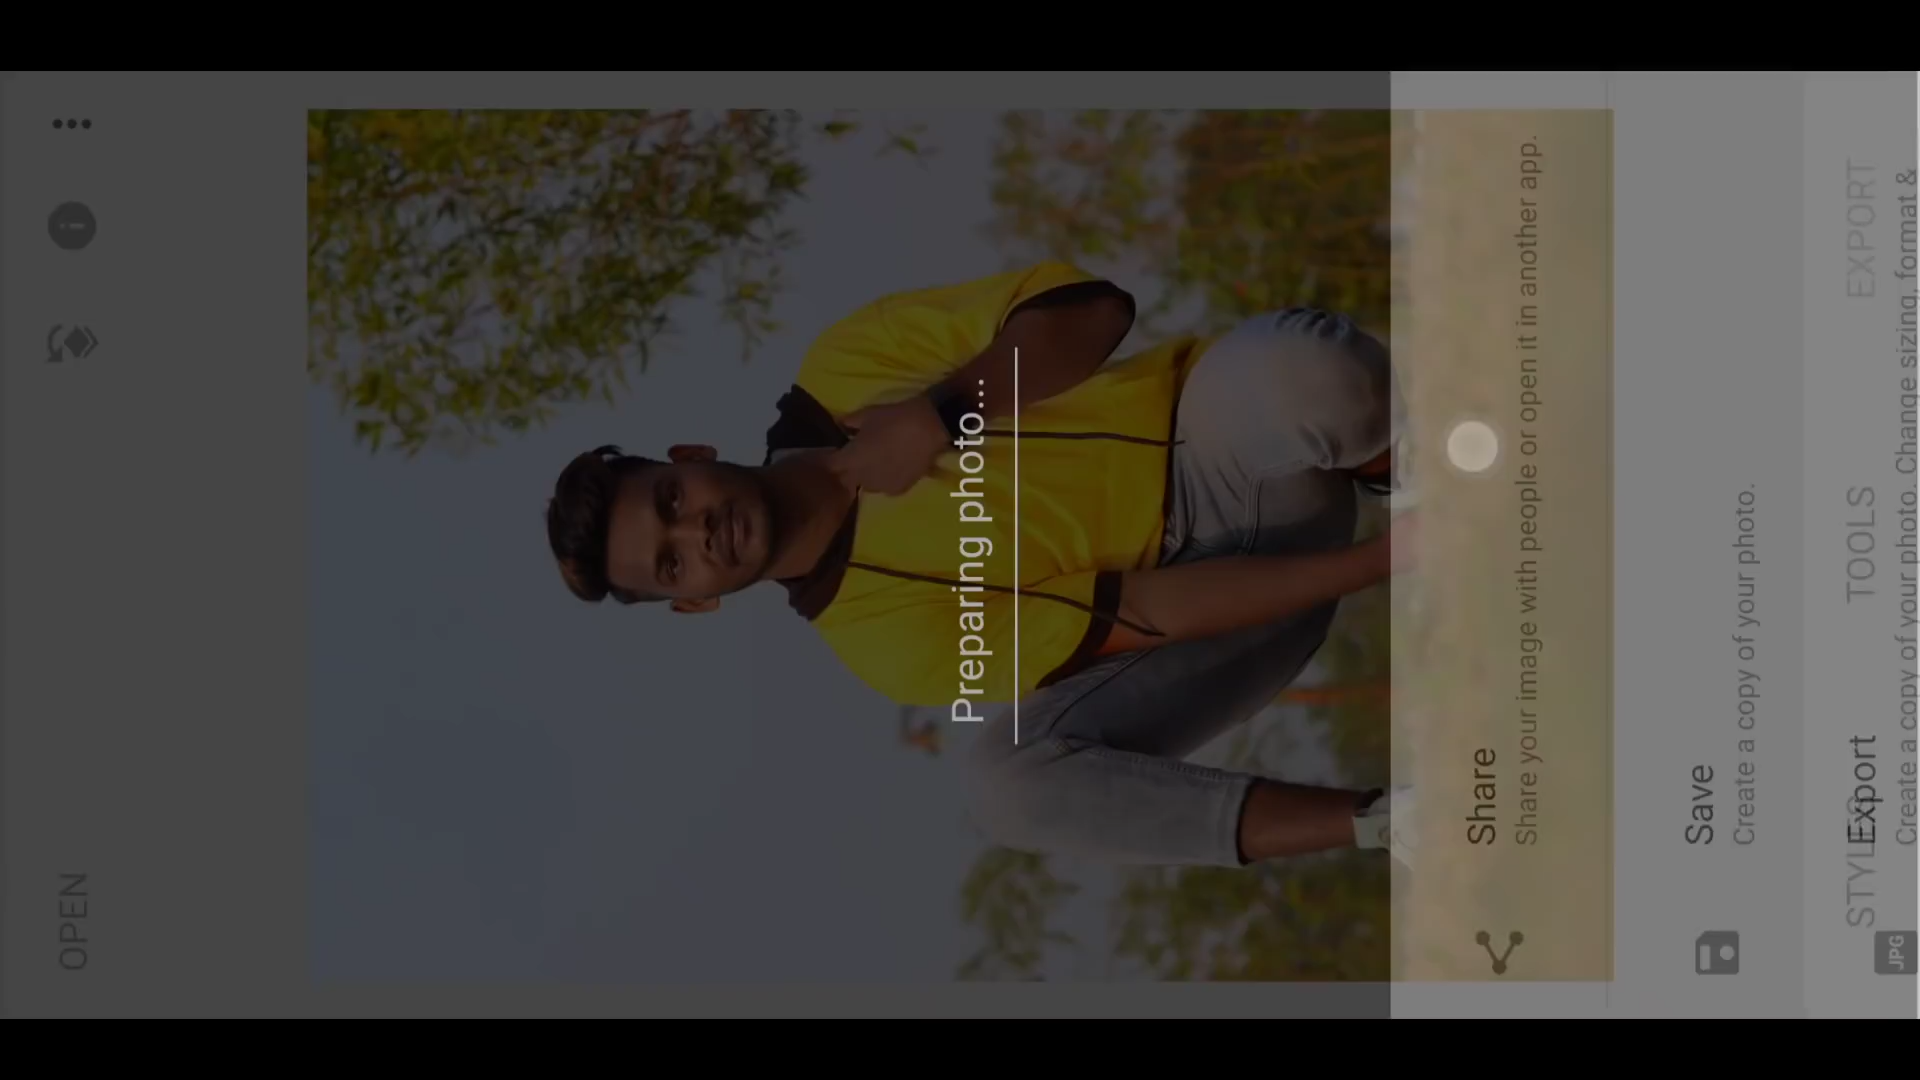 OPEN
Preparing photo...
Share
Share your image with people or open it in another app.
Save
Create a copy of your photo.
STYLES
TOOLS
EXPORT
Export
Create a copy of your photo. Change sizing, format &
JPG